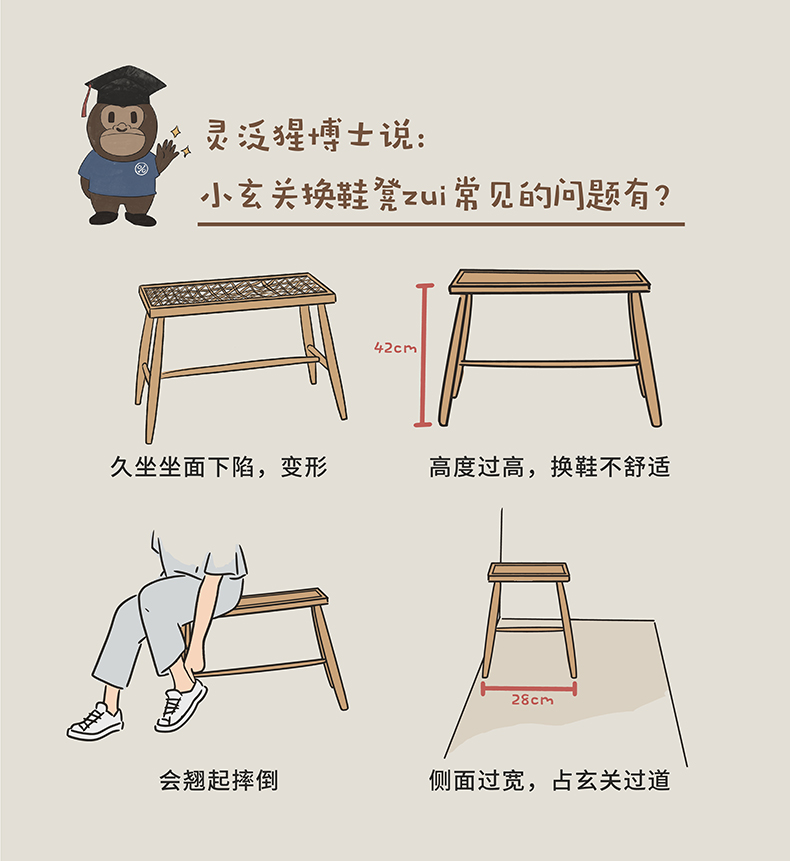 灵泛猩博士说：
小玄关换鞋凳zui常见的问题有？
42cm
久坐坐面下陷，变形
高度过高，换鞋不舒适
28cm
会翘起摔倒
侧面过宽，占玄关过道